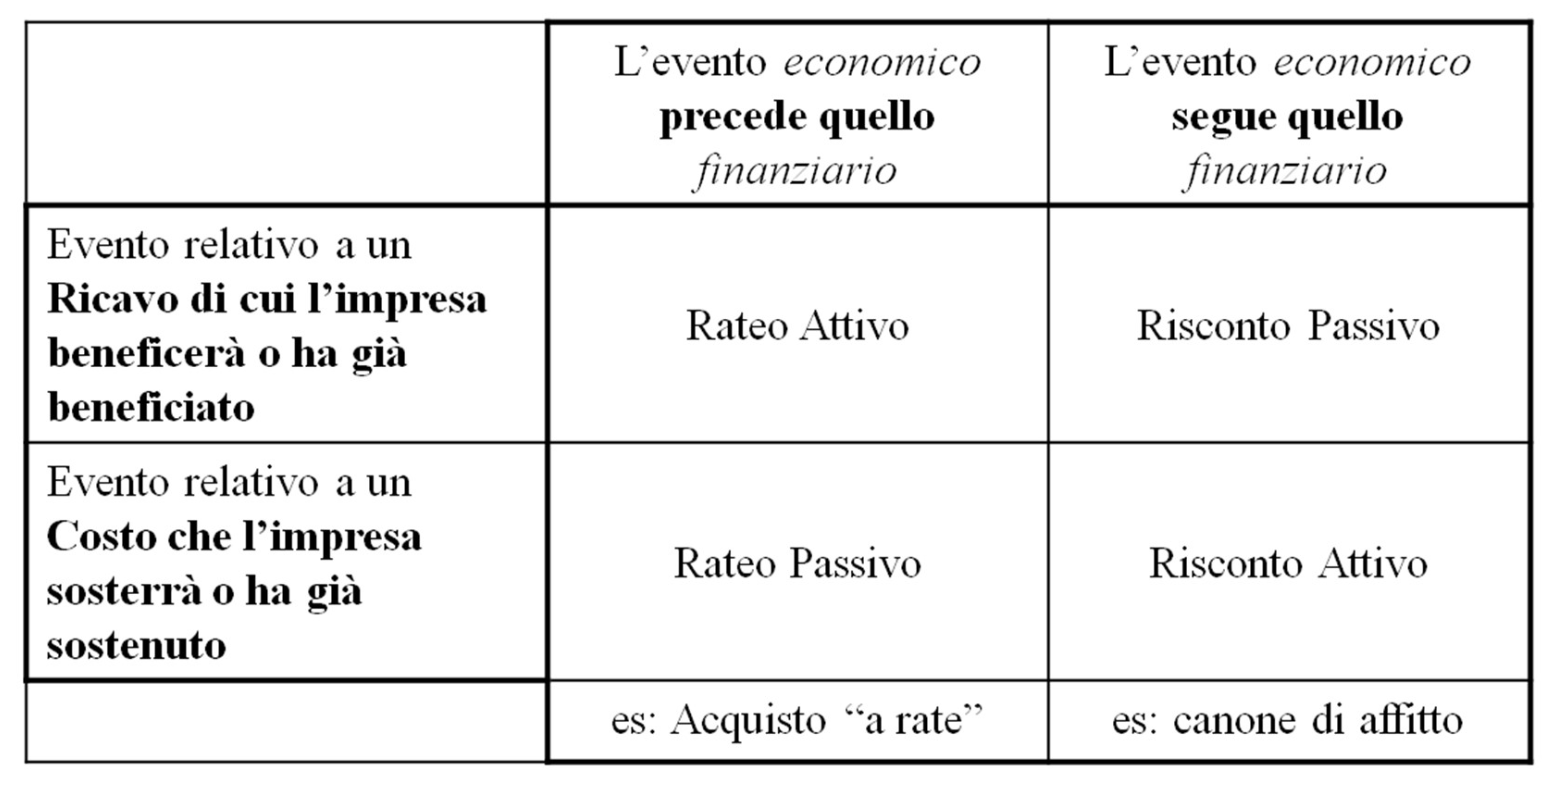 L’evento economico
precede quello
finanziario
L’evento economico
segue quello
finanziario
Evento relativo a un
Ricavo di cui l’impresa
beneficerà o ha già
beneficiato
Rateo Attivo
Risconto Passivo
Evento relativo a un
Costo che l’impresa
sosterrà o ha già
sostenuto
Rateo Passivo
Risconto Attivo
es: Acquisto “a rate”
es: canone di affitto